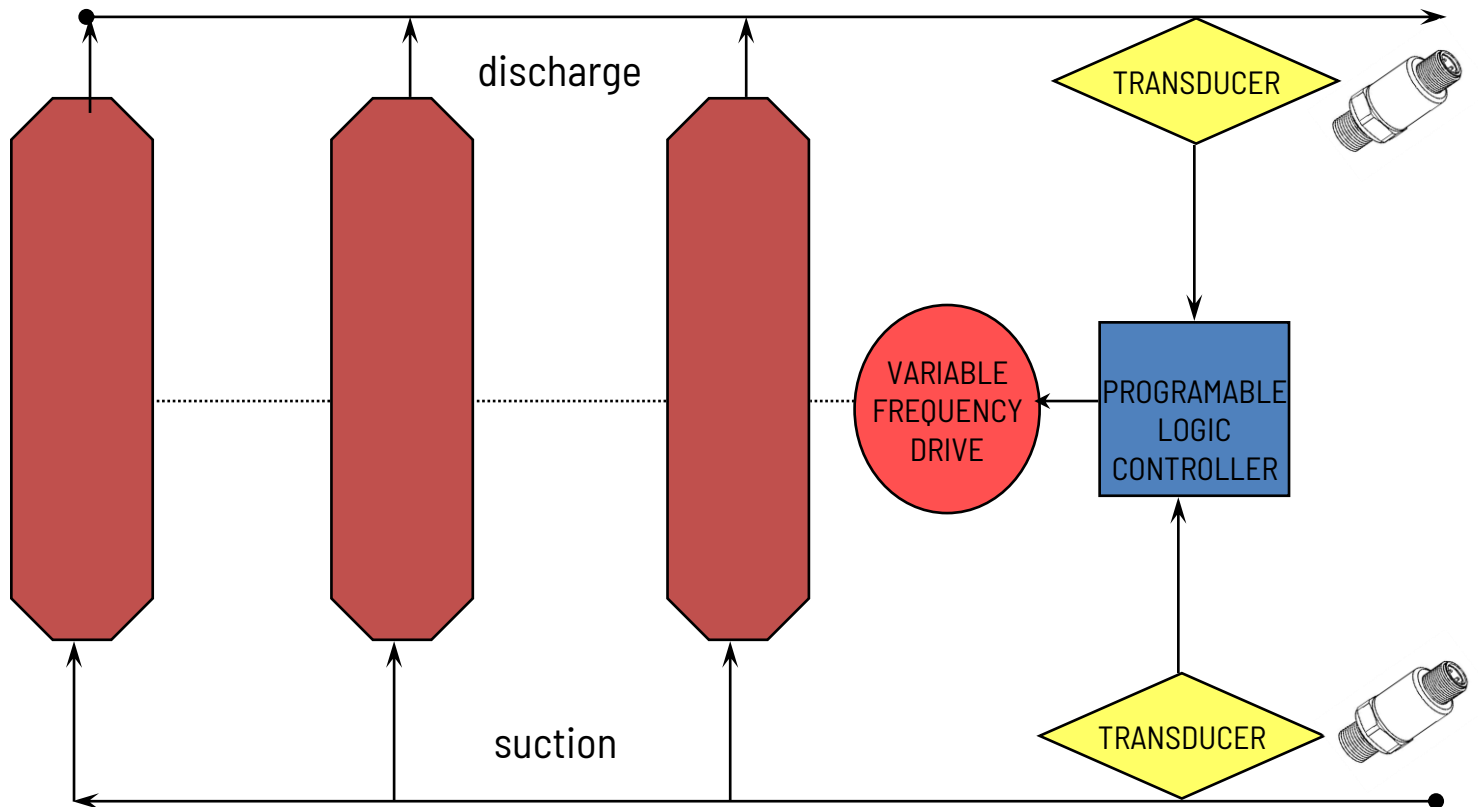 discharge
TRANSDUCER
VARIABLE
FREQUENCY
DRIVE
PROGRAMABLE
LOGIC
CONTROLLER
suction
TRANSDUCER